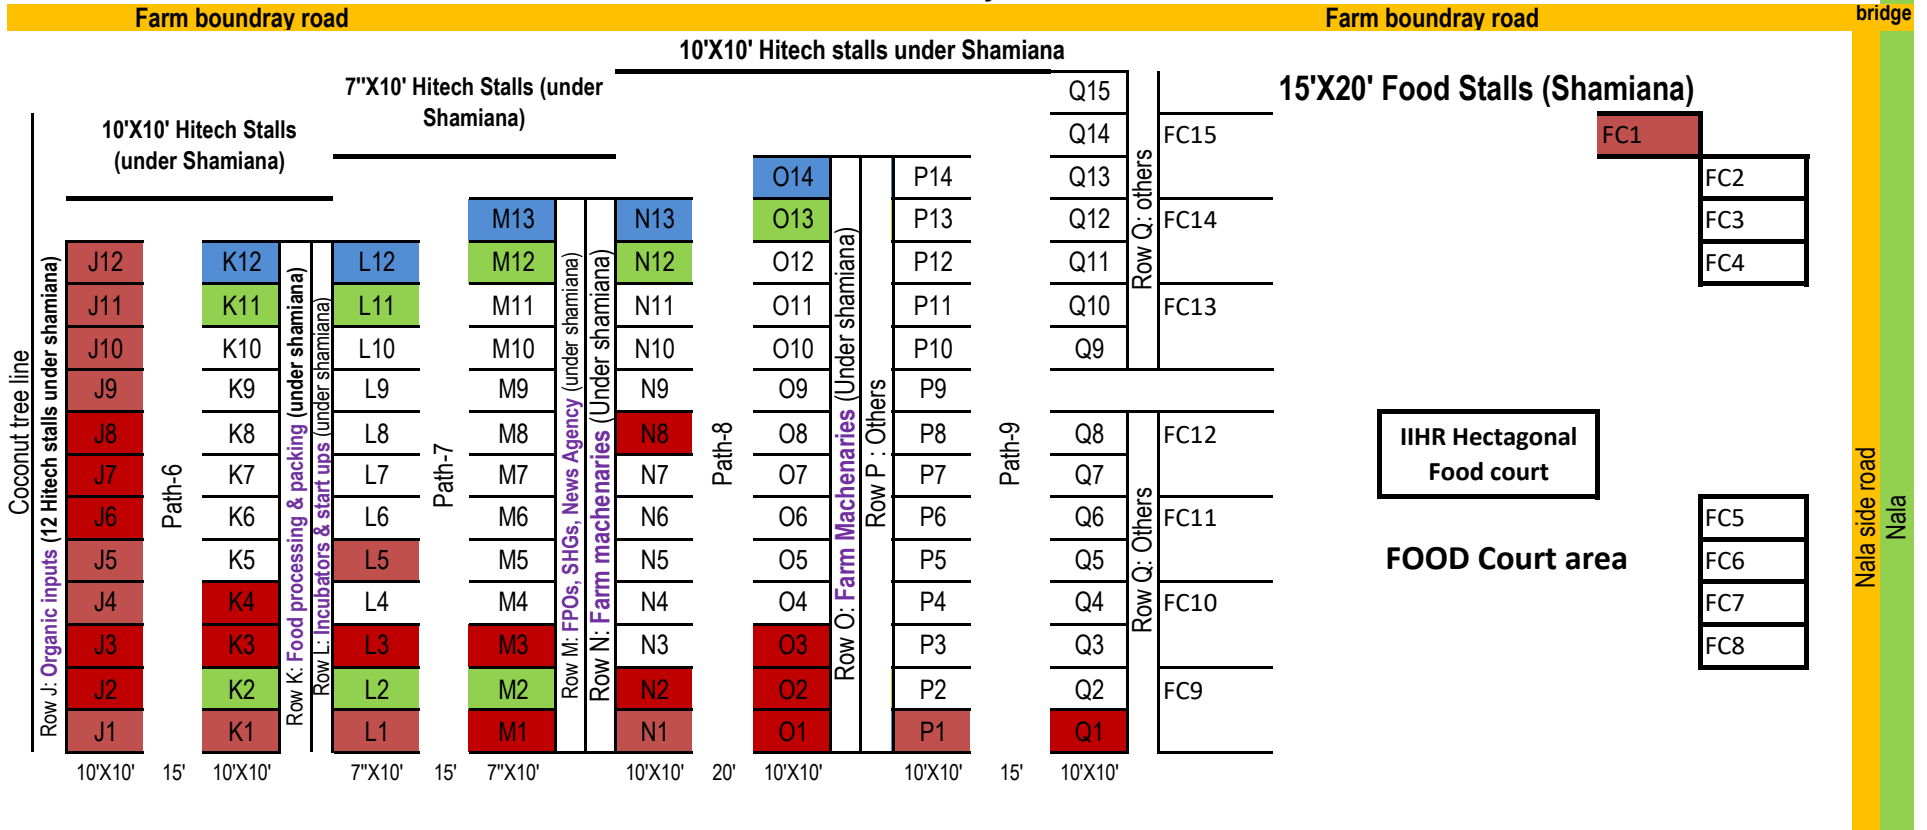 Farm boundray road
Farm boundray road
bridge
10'X10' Hitech stalls under Shamiana
7"X10' Hitech Stalls (under
Shamiana)
10'X10' Hitech Stalls
(under Shamiana)
15'X20' Food Stalls (Shamiana)
Q15
Q14 FC15 FC1
O14 P14 Q13 FC2
M13 N13 O13 P13 Q12 FC14 FC3
J12 K12 L12 M12 N12 O12 P12 Q11 FC4
J11 K11 L11 M11 N11 O11 P11 Q10 FC13
J10 K10 L10 M10 N10 O10 P10 Q9
J9 K9 L9 M9 N9 O9 P9
J8 K8 L8 M8 N8 O8 P8 Q8 FC12
J7 K7 L7 M7 N7 O7 P7 Q7
J6 K6 L6 M6 N6 O6 P6 Q6 FC11 FC5
J5 K5 L5 M5 N5 O5 P5 Q5 FC6
J4 K4 L4 M4 N4 O4 P4 Q4 FC10 FC7
J3 K3 L3 M3 N3 O3 P3 Q3 FC8
J2 K2 L2 M2 N2 O2 P2 Q2 FC9
J1 K1 L1 M1 N1 O1 P1 Q1
10'X10' 15' 10'X10' 7"X10' 15' 7"X10' 10'X10' 20' 10'X10' 10'X10' 15' 10'X10'
Coconut tree line
Row J: Organic inputs (12 Hitech stalls under shamiana)
Path-6
Row K: Food processing & packing (under shamiana)
Row L: Incubators & start ups (under shamiana)
Path-7
Row M: FPOs, SHGs, News Agency (under shamiana)
Row N: Farm machenaries (Under shamiana)
Path-8
Row O: Farm Machenaries (Under shamiana)
Row P : Others
Path-9
Row Q: others
Row Q: Others
IIHR Hectagonal
Food court
FOOD Court area
Nala side road
Nala